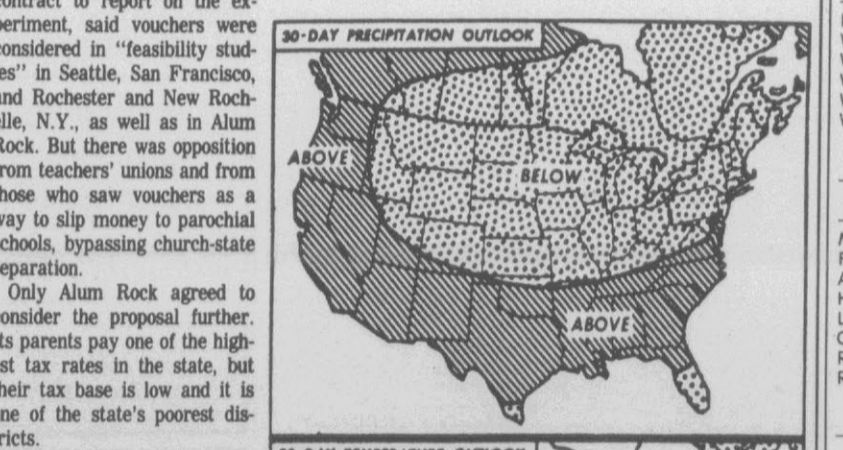 contract to report on the ex-
periment, said vouchers were
considered in "feasibility stud-
es" in Seattle, San Francisco,
and Rochester and New Roch-
elle, N.Y., as well as in Alum
Rock. But there was opposition
from teachers' unions and from
those who saw vouchers as a
way to slip money to parochial
schools, bypassing church-state
separation.
Only Alum Rock agreed to
consider the proposal further.
ts parents pay one of the high-
est tax rates in the state, but
their tax base is low and it is
one of the state's poorest dis-
ricts.
30-DAY PRECIPITATION OUTLOOK
ABOVE
BELOW
ABOVE